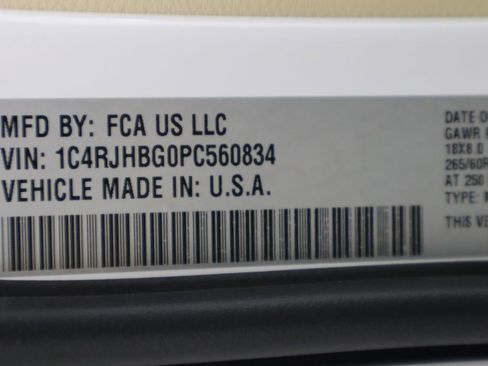 MFD BY: FCA US LLC
VIN: 1C4RJHBG0PC560834
VEHICLE MADE IN: U.S.A.
DATE O
GAWR
18X8.0
265/60R
AT 250
TYPE:
THIS VE